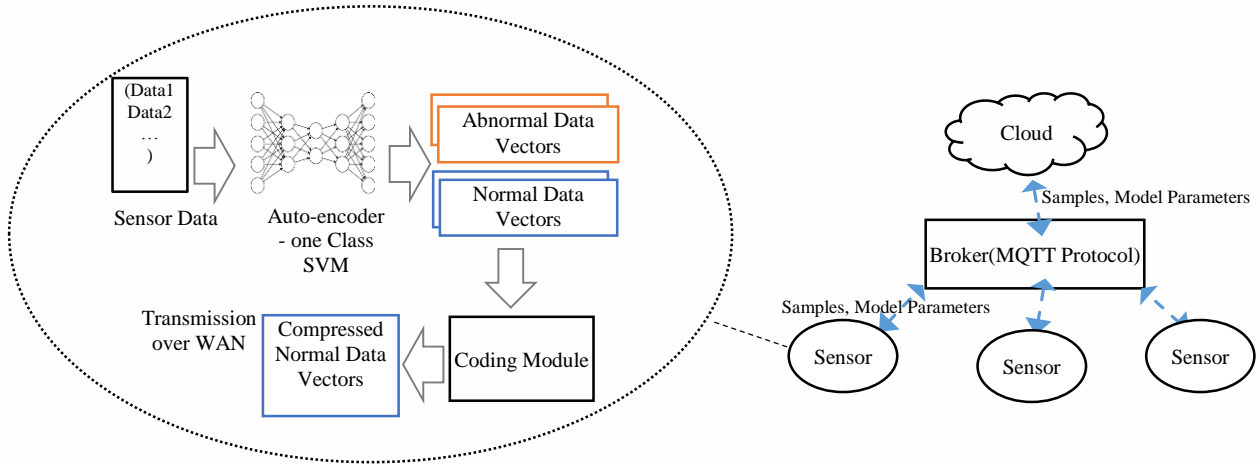 (Data1
Data2
…
)
Sensor Data
Auto-encoder
- one Class
SVM
Abnormal Data
Vectors
Normal Data
Vectors
Coding Module
Compressed
Normal Data
Vectors
Transmission
over WAN
Cloud
Samples, Model Parameters
Broker(MQTT Protocol)
Samples, Model Parameters
Sensor
Sensor
Sensor